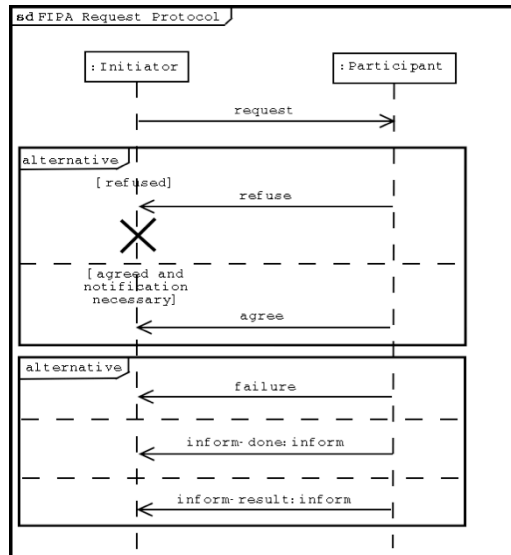 sd FIPA Request Protocol
:Initiator
:Participant
request
alternative
[refused]
refuse
[agreed and
notification
necessary]
agree
alternative
failure
inform-done:inform
inform-result:inform